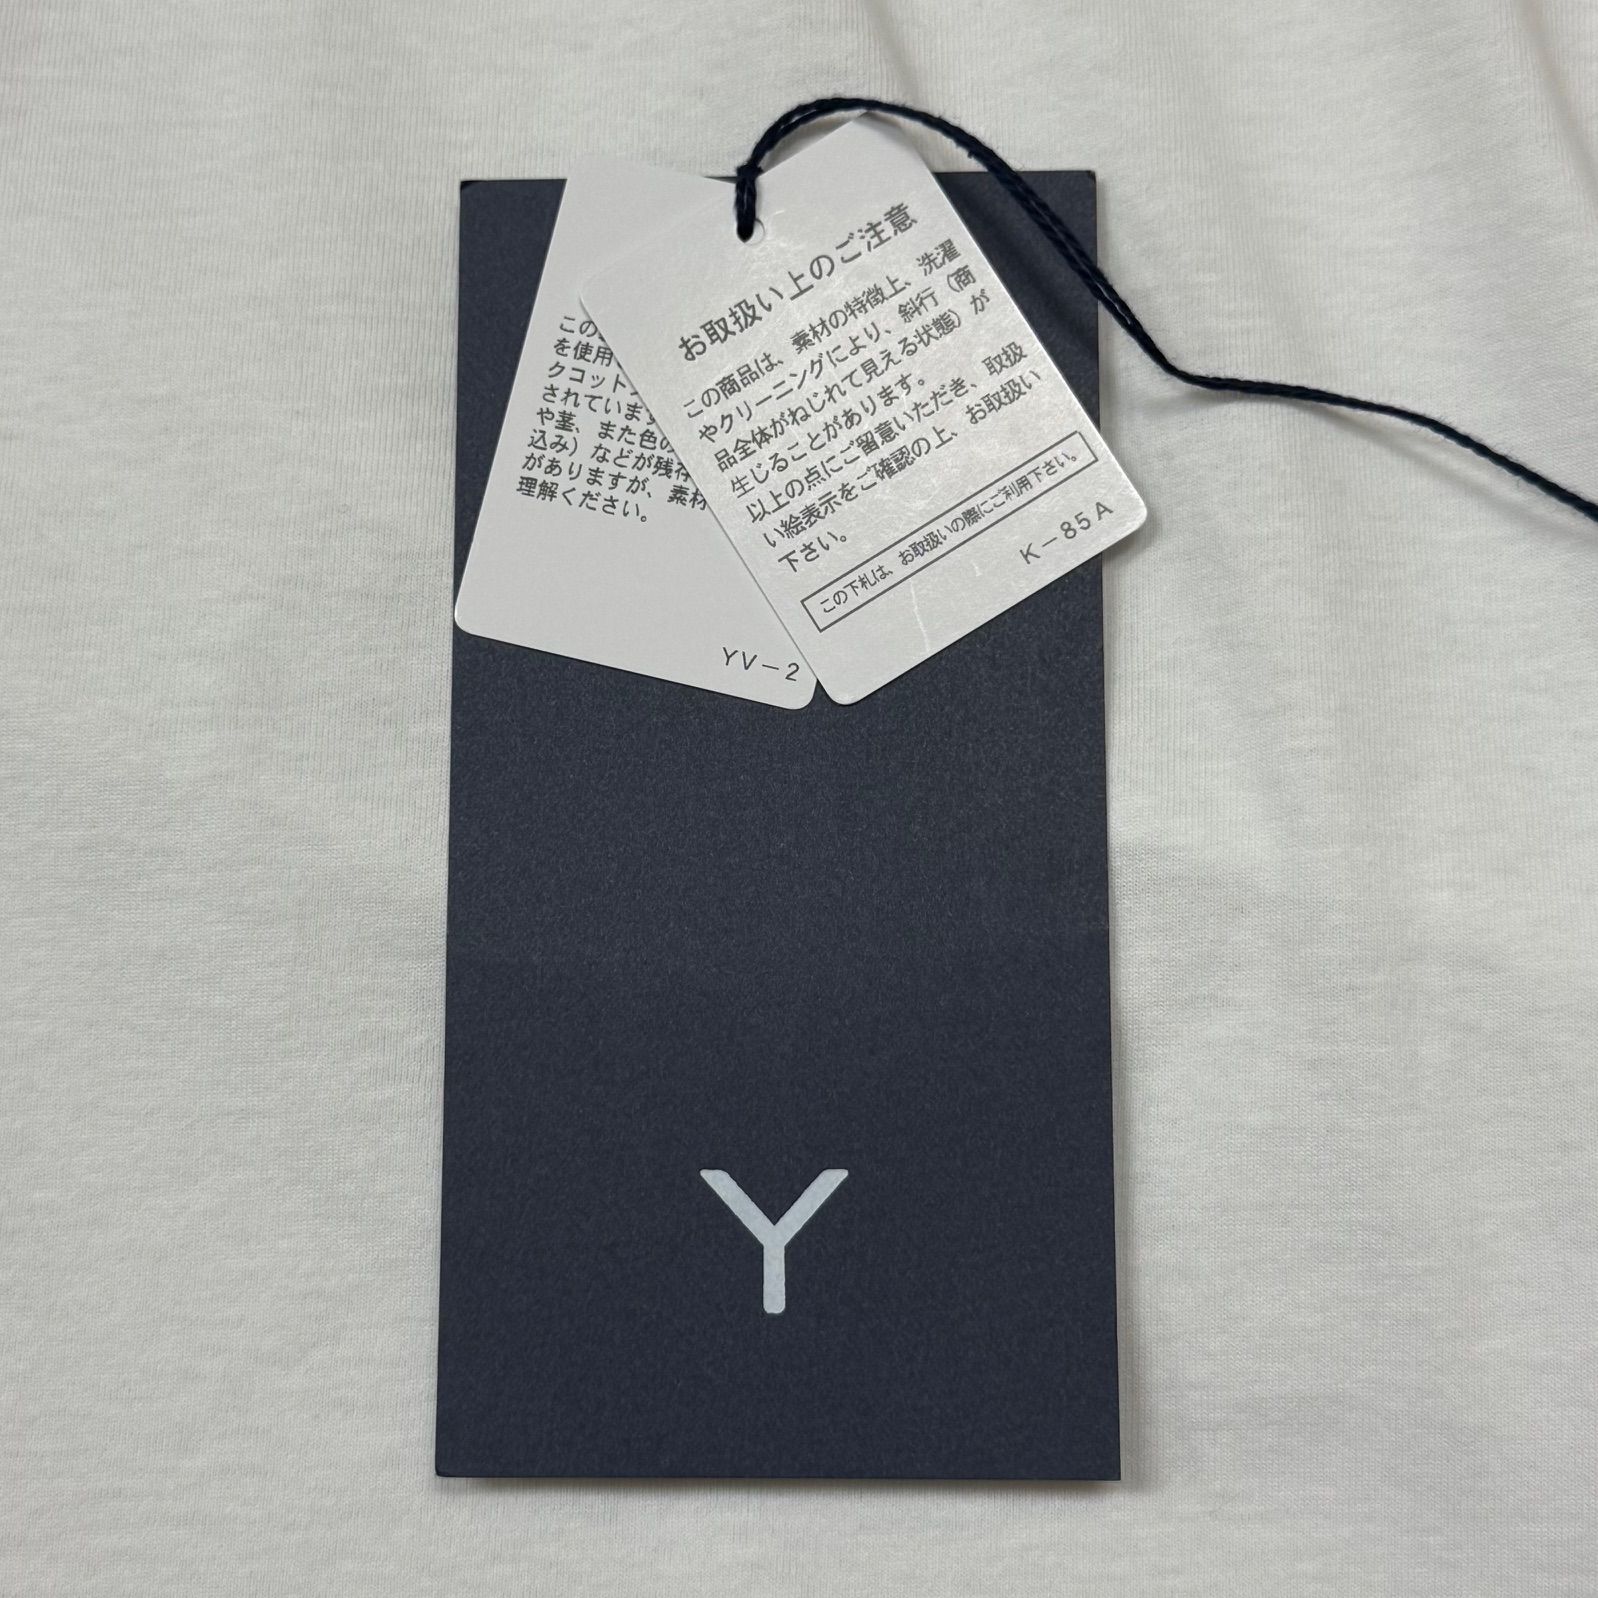 お取扱い上のご注意
この商品は、素材の特徴上、洗濯
やクリーニングにより、斜行（商
品全体がねじれて見える状態）が
生じることがあります。
以上の点にご留意いただき、取扱
い絵表示をご確認の上、お取扱い
下さい。
この下札は、お取扱いの際にご利用下さい。
K－85A
この
を使用
クコット
されています
や茎、また色の
込み）などが残存
がありますが、素材
理解ください。
YV－2
Y